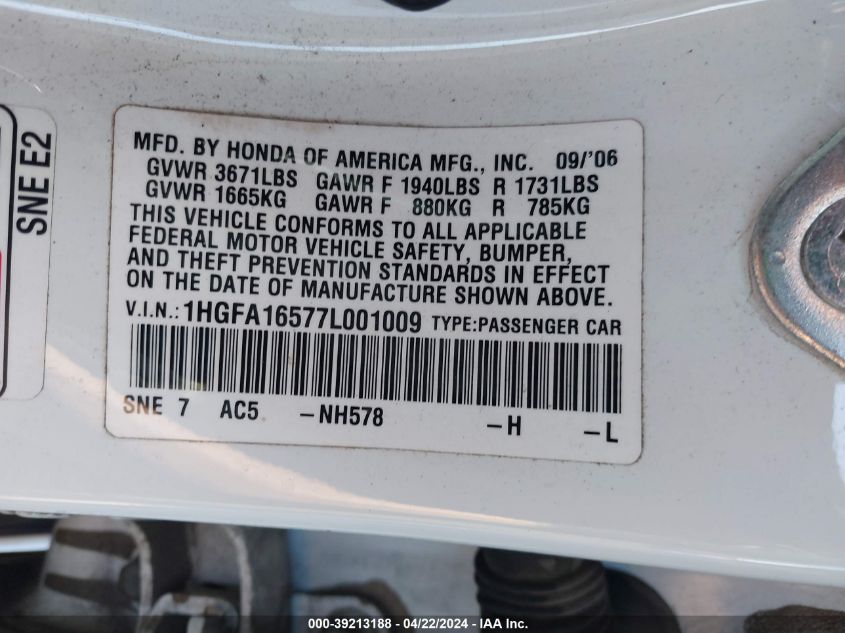 SNE E2
MFD. BY HONDA OF AMERICA MFG., INC. 09/'06
GVWR 3671LBS GAWR F 1940LBS R 1731LBS
GVWR 1665KG GAWR F 880KG R 785KG
THIS VEHICLE CONFORMS TO ALL APPLICABLE
FEDERAL MOTOR VEHICLE SAFETY, BUMPER,
AND THEFT PREVENTION STANDARDS IN EFFECT
ON THE DATE OF MANUFACTURE SHOWN ABOVE.
V.I.N.: 1HGFA16577L001009 TYPE:PASSENGER CAR
SNE 7 AC5 -NH578 -H -L
000-39213188 - 04/22/2024 - IAA Inc.